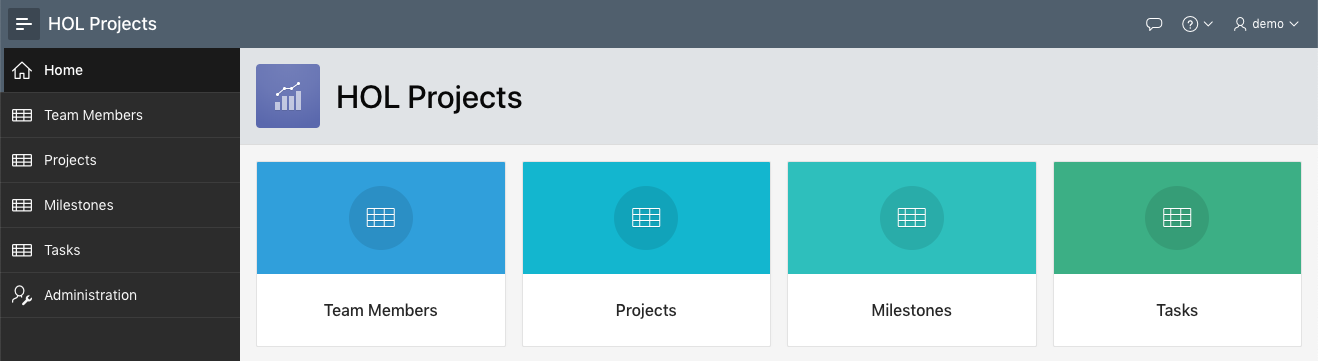 HOL Projects
demo
Home
Team Members
Projects
Milestones
Tasks
Administration
HOL Projects
Team Members
Projects
Milestones
Tasks